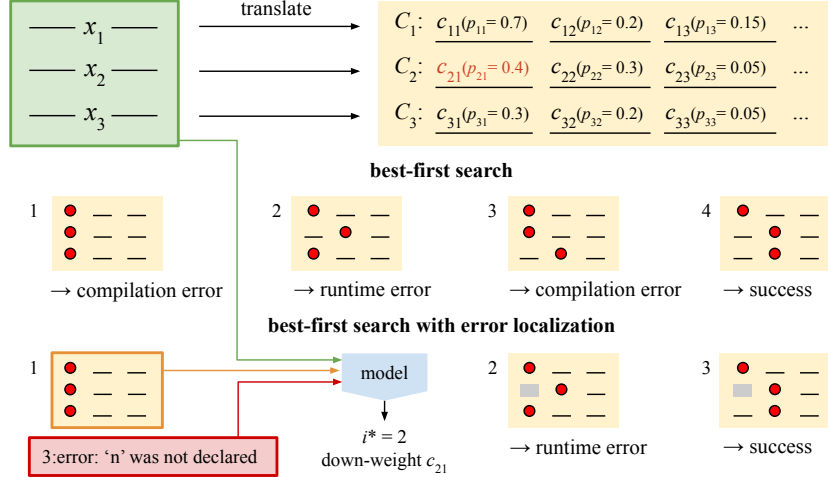 translate
x₁ C₁: c₁₁(p₁₁= 0.7) c₁₂(p₁₂= 0.2) c₁₃(p₁₃= 0.15) ...
x₂ C₂: c₂₁(p₂₁= 0.4) c₂₂(p₂₂= 0.3) c₂₃(p₂₃= 0.05) ...
x₃ C₃: c₃₁(p₃₁= 0.3) c₃₂(p₃₂= 0.2) c₃₃(p₃₃= 0.05) ...
best-first search
1 2 3 4
→ compilation error → runtime error → compilation error → success
best-first search with error localization
1 model 2 3
i* = 2
→ runtime error → success
3:error: ‘n’ was not declared
down-weight c₂₁